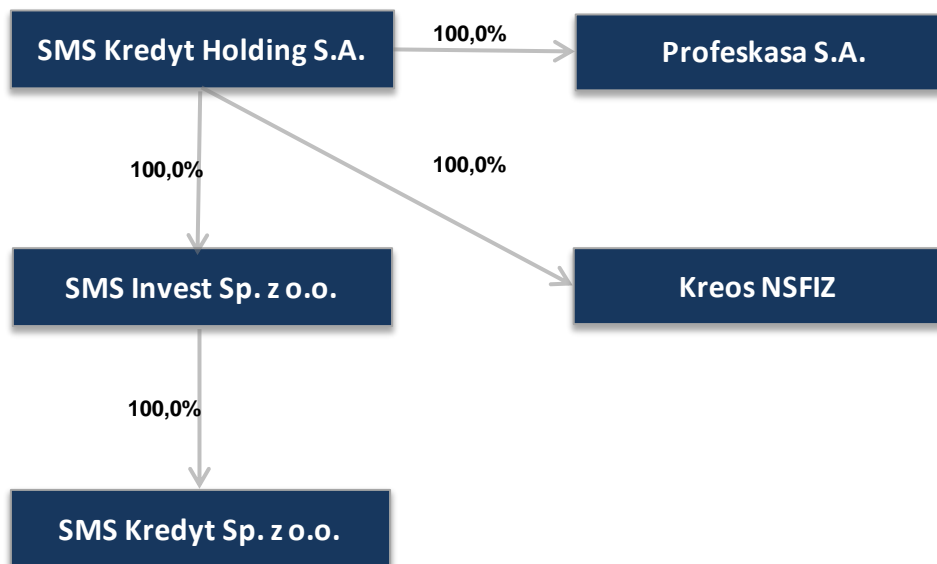 SMS Kredyt Holding S.A.
100,0%
Profeskasa S.A.
100,0%
100,0%
SMS Invest Sp. z o.o.
Kreos NSFIZ
100,0%
SMS Kredyt Sp. z o.o.